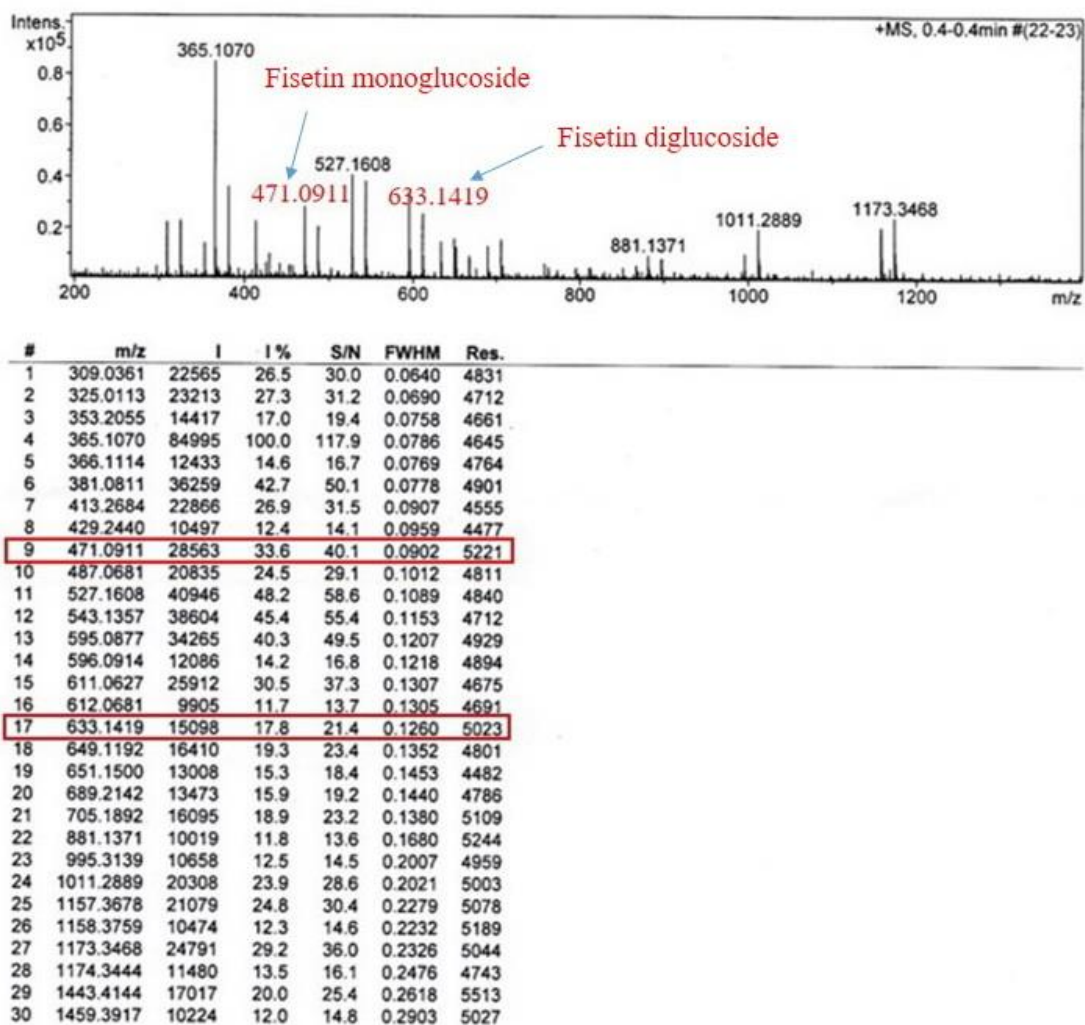 Intens.
x10⁵
+MS, 0.4-0.4min #(22-23)
365.1070
0.8
Fisetin monoglucoside
0.6
Fisetin diglucoside
527.1608
0.4
471.0911
633.1419
1011.2889
1173.3468
0.2
881.1371
200 400 600 800 1000 1200 m/z
# m/z I I % S/N FWHM Res.
1 309.0361 22565 26.5 30.0 0.0640 4831
2 325.0113 23213 27.3 31.2 0.0690 4712
3 353.2055 14417 17.0 19.4 0.0758 4661
4 365.1070 84995 100.0 117.9 0.0786 4645
5 366.1114 12433 14.6 16.7 0.0769 4764
6 381.0811 36259 42.7 50.1 0.0778 4901
7 413.2684 22866 26.9 31.5 0.0907 4555
8 429.2440 10497 12.4 14.1 0.0959 4477
9 471.0911 28563 33.6 40.1 0.0902 5221
10 487.0681 20835 24.5 29.1 0.1012 4811
11 527.1608 40946 48.2 58.6 0.1089 4840
12 543.1357 38604 45.4 55.4 0.1153 4712
13 595.0877 34265 40.3 49.5 0.1207 4929
14 596.0914 12086 14.2 16.8 0.1218 4894
15 611.0627 25912 30.5 37.3 0.1307 4675
16 612.0681 9905 11.7 13.7 0.1305 4691
17 633.1419 15098 17.8 21.4 0.1260 5023
18 649.1192 16410 19.3 23.4 0.1352 4801
19 651.1500 13008 15.3 18.4 0.1453 4482
20 689.2142 13473 15.9 19.2 0.1440 4786
21 705.1892 16095 18.9 23.2 0.1380 5109
22 881.1371 10019 11.8 13.6 0.1680 5244
23 995.3139 10658 12.5 14.5 0.2007 4959
24 1011.2889 20308 23.9 28.6 0.2021 5003
25 1157.3678 21079 24.8 30.4 0.2279 5078
26 1158.3759 10474 12.3 14.6 0.2232 5189
27 1173.3468 24791 29.2 36.0 0.2326 5044
28 1174.3444 11480 13.5 16.1 0.2476 4743
29 1443.4144 17017 20.0 25.4 0.2618 5513
30 1459.3917 10224 12.0 14.8 0.2903 5027